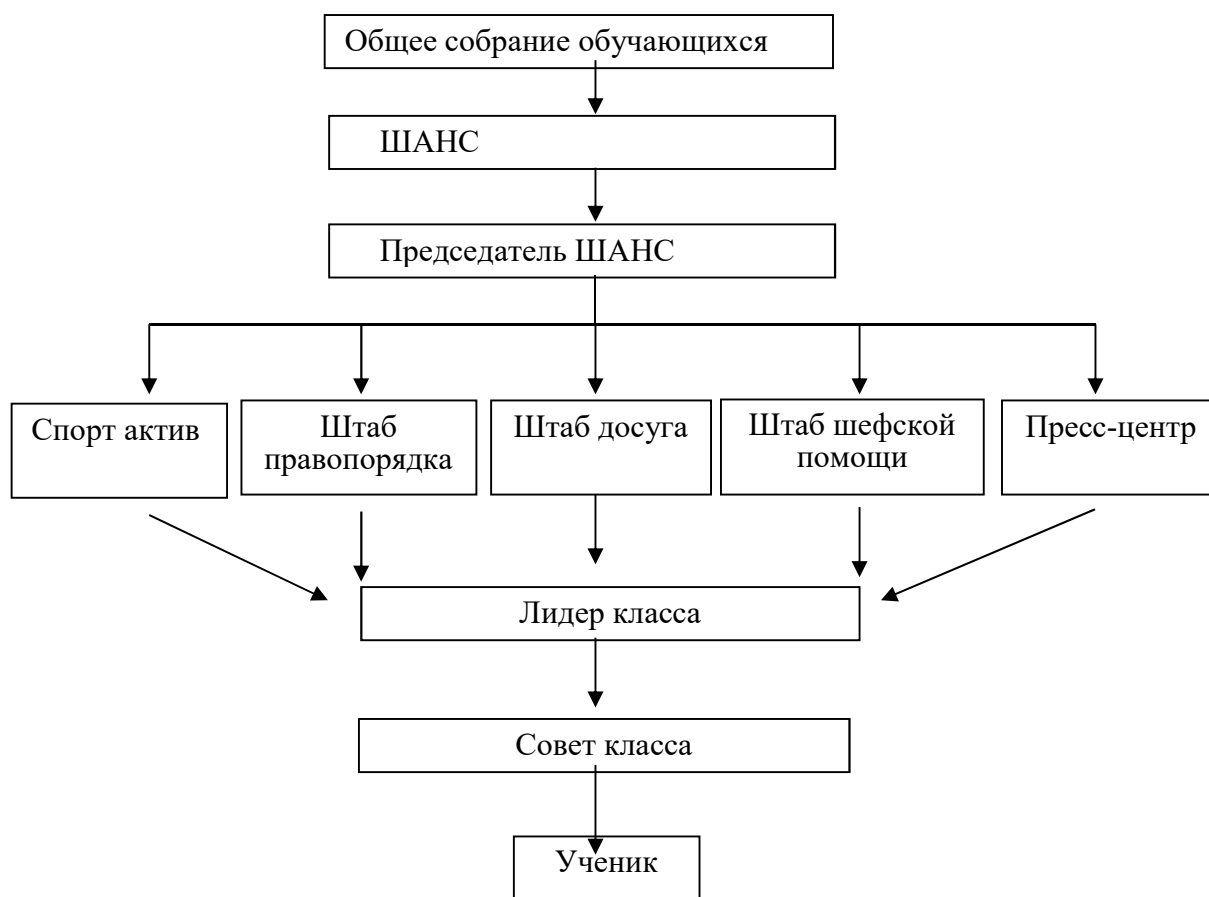 Общее собрание обучающихся
ШАНС
Председатель ШАНС
Спорт актив
Штаб
правопорядка
Штаб досуга
Штаб шефской
помощи
Пресс-центр
Лидер класса
Совет класса
Ученик